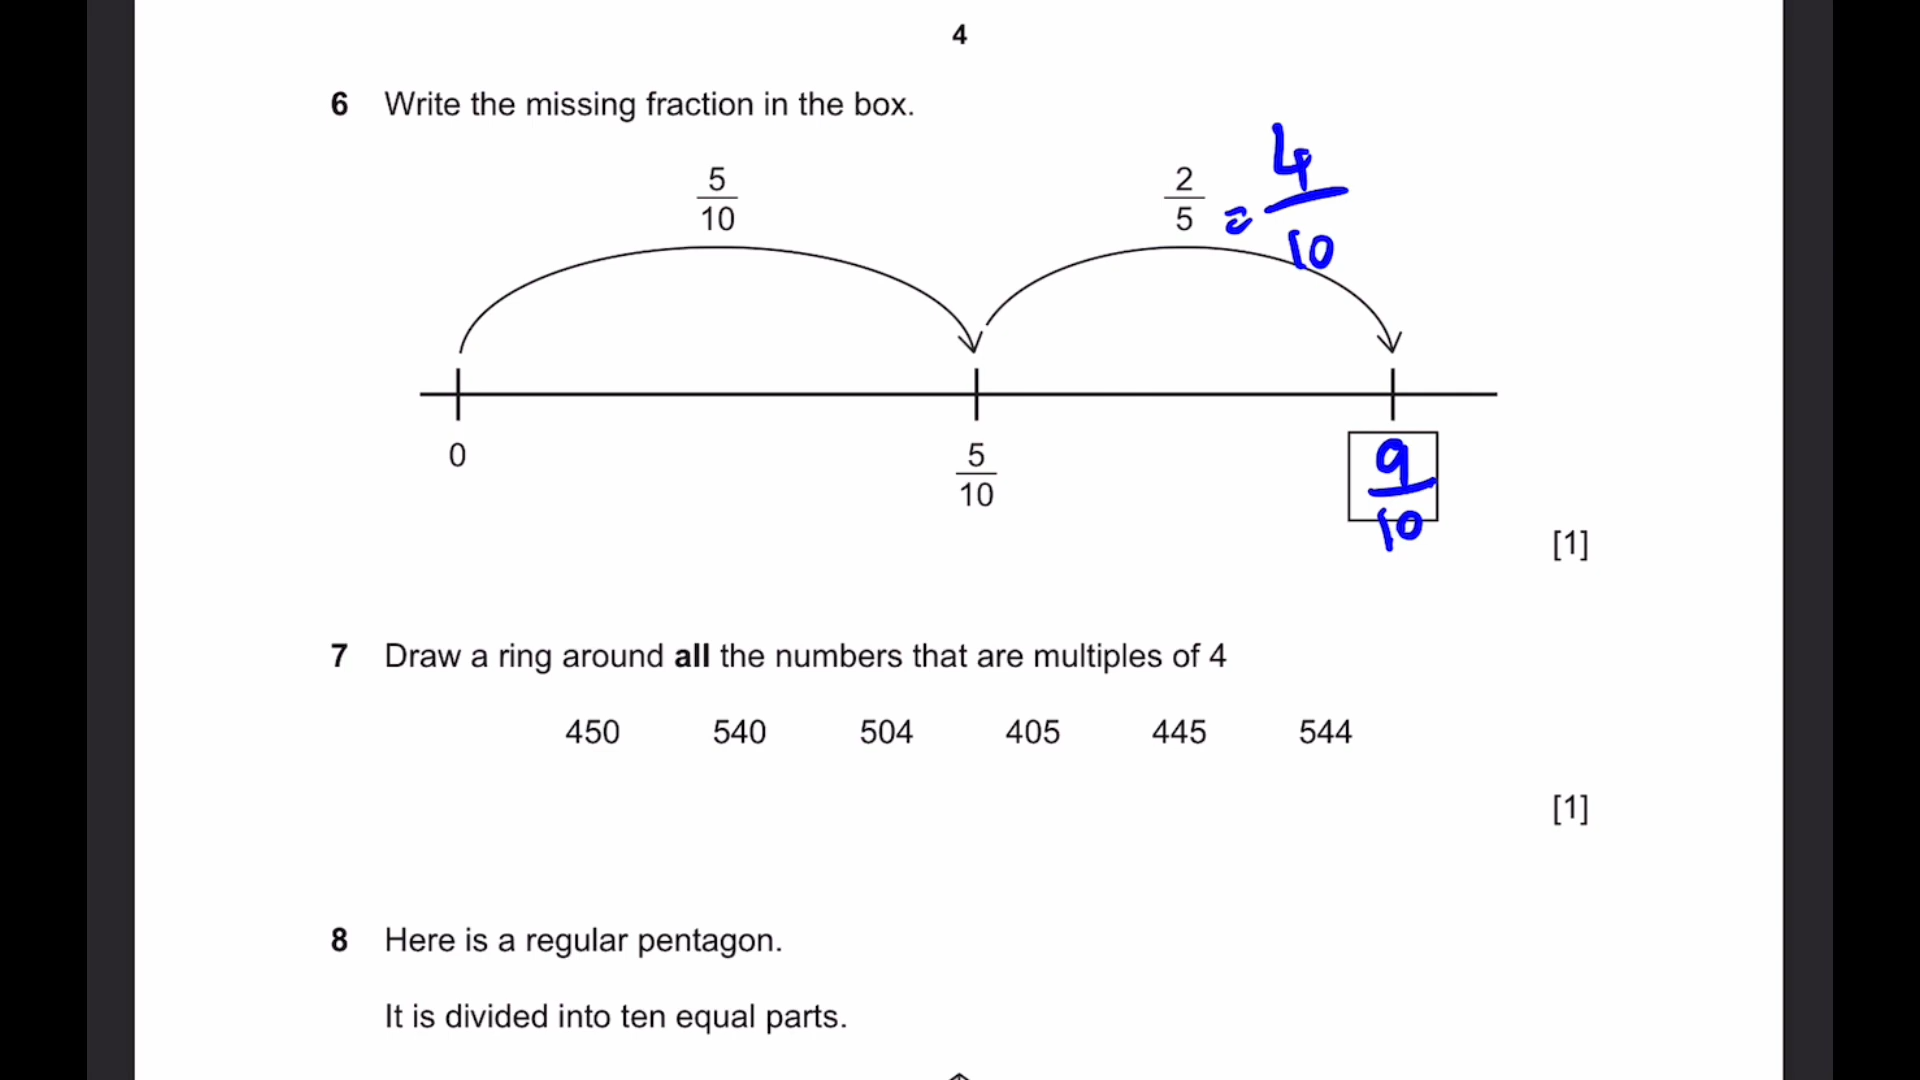 4
6 Write the missing fraction in the box.
5/10 2/5 = 4/10
0 5/10 9/10
[1]
7 Draw a ring around all the numbers that are multiples of 4
450 540 504 405 445 544
[1]
8 Here is a regular pentagon.
It is divided into ten equal parts.